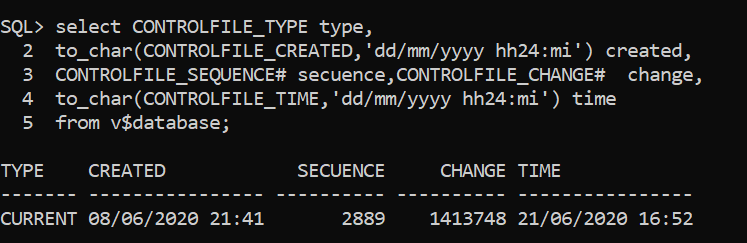 SQL> select CONTROLFILE_TYPE type,
  2  to_char(CONTROLFILE_CREATED,'dd/mm/yyyy hh24:mi') created,
  3  CONTROLFILE_SEQUENCE# secuence,CONTROLFILE_CHANGE#  change,
  4  to_char(CONTROLFILE_TIME,'dd/mm/yyyy hh24:mi') time
  5  from v$database;

TYPE    CREATED            SECUENCE     CHANGE TIME
------- ---------------- ---------- ---------- ----------------
CURRENT 08/06/2020 21:41       2889    1413748 21/06/2020 16:52